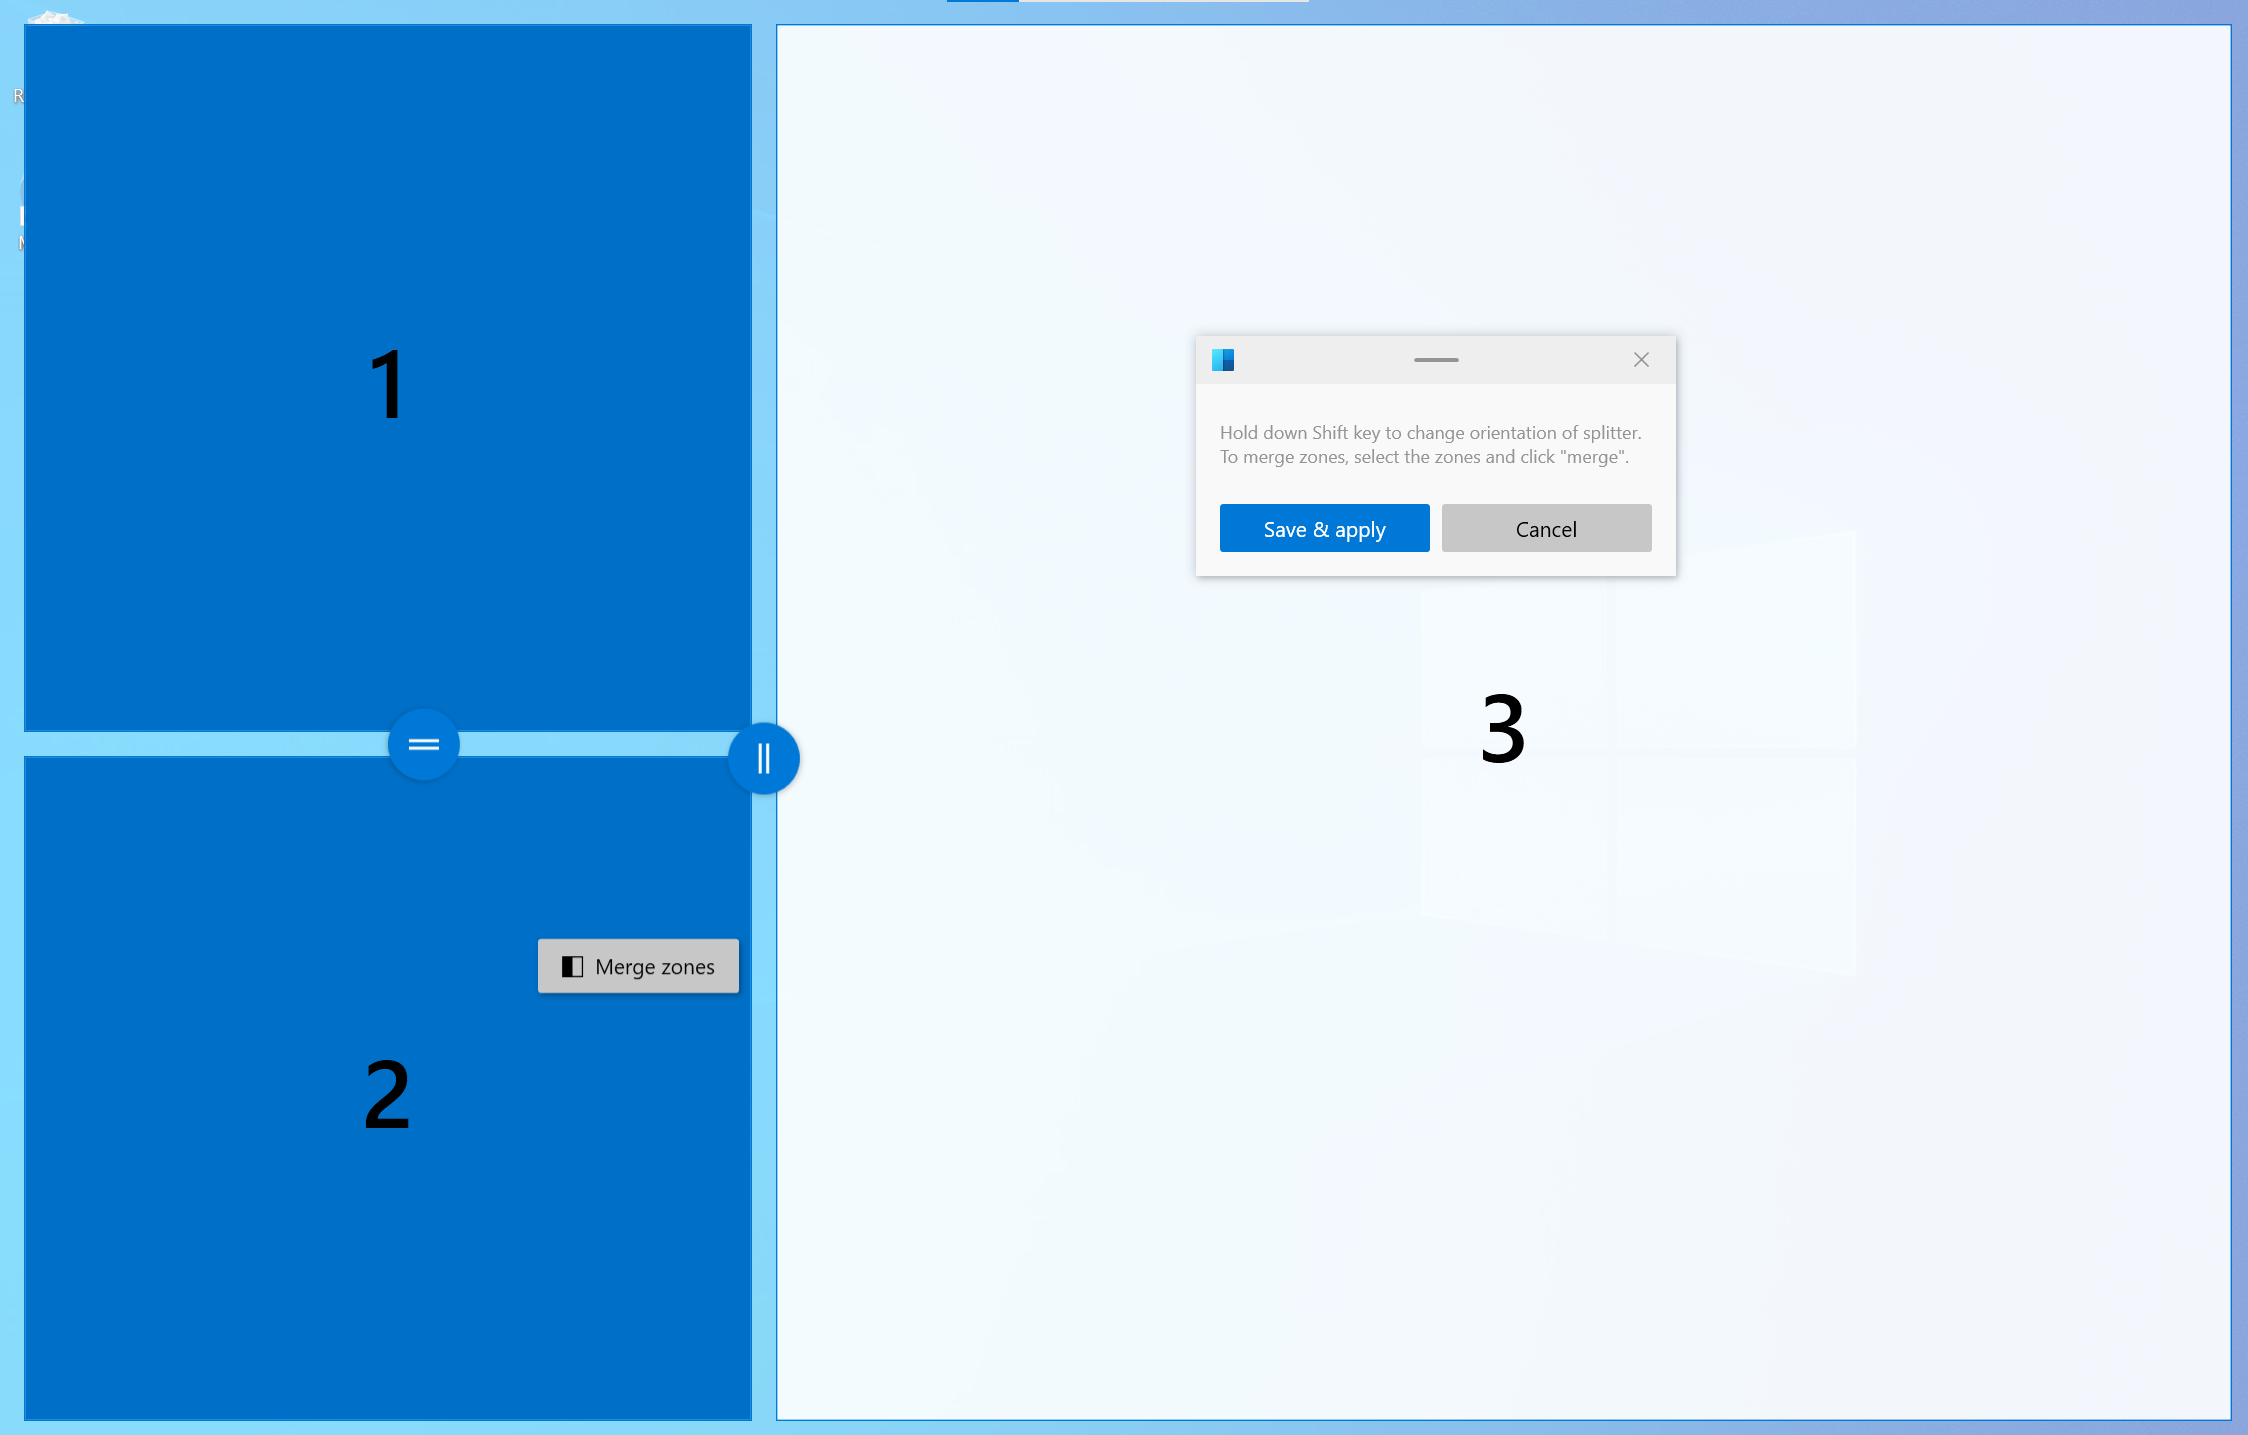 R
M
1
Hold down Shift key to change orientation of splitter.
To merge zones, select the zones and click "merge".
Save & apply
Cancel
3
Merge zones
2